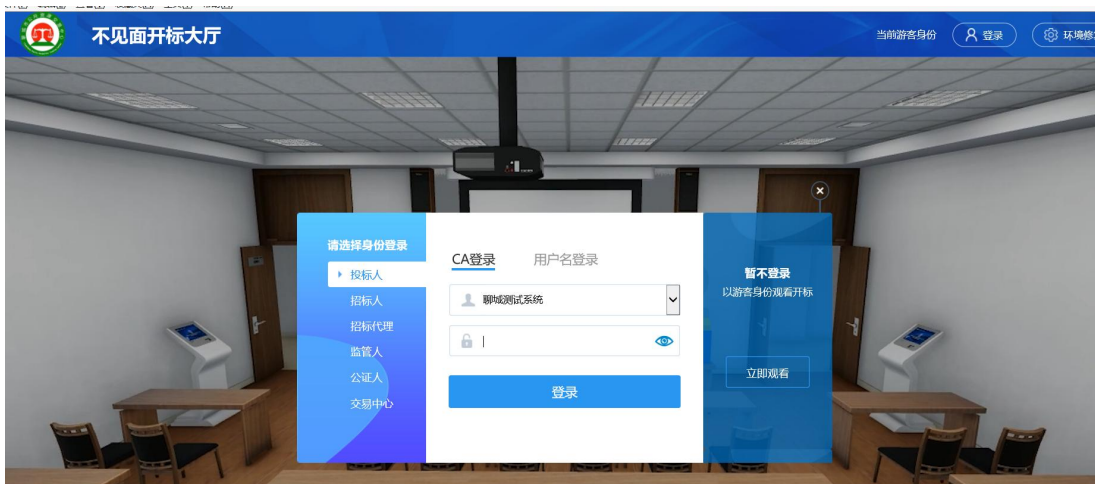 不见面开标大厅
当前游客身份
登录
请选择身份登录
投标人
招标人
招标代理
监管人
公证人
交易中心
CA登录
用户名登录
聊城测试系统
登录
暂不登录
以游客身份观看开标
立即观看